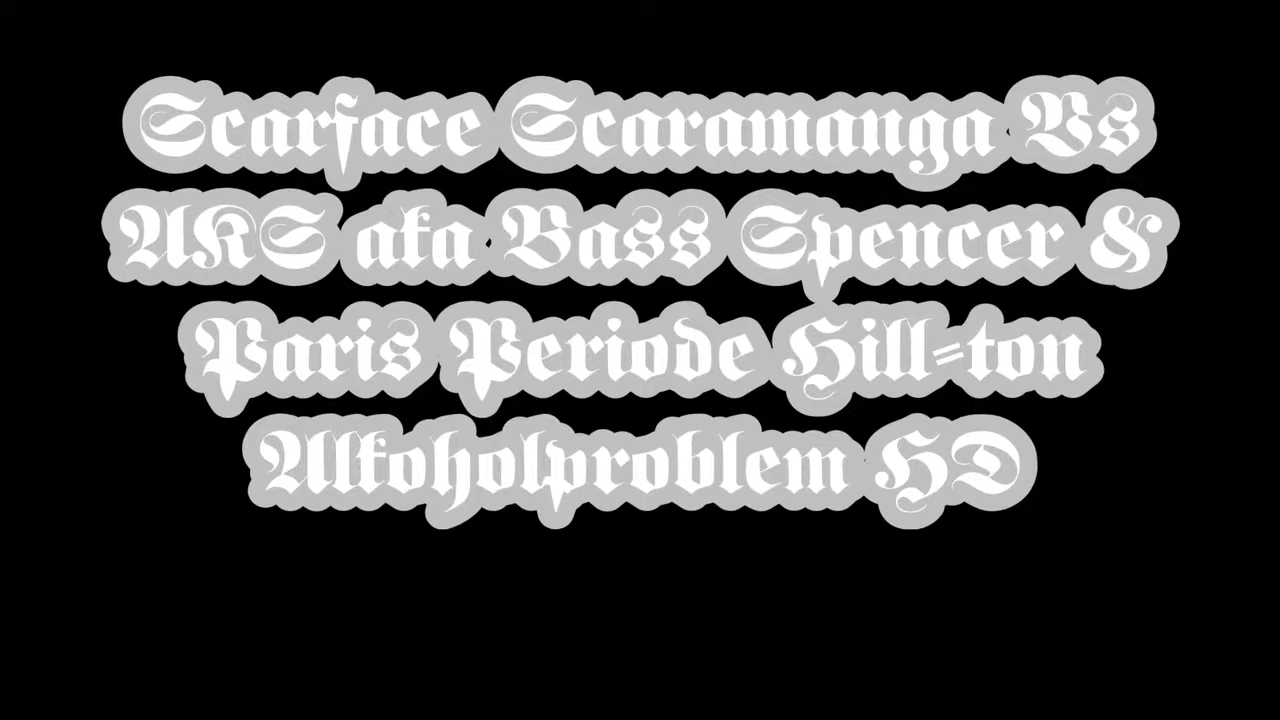 Scarface Scaramanga Vs
AKS aka Bass Spencer &
Paris Periode Hill-ton
Alkoholproblem HD